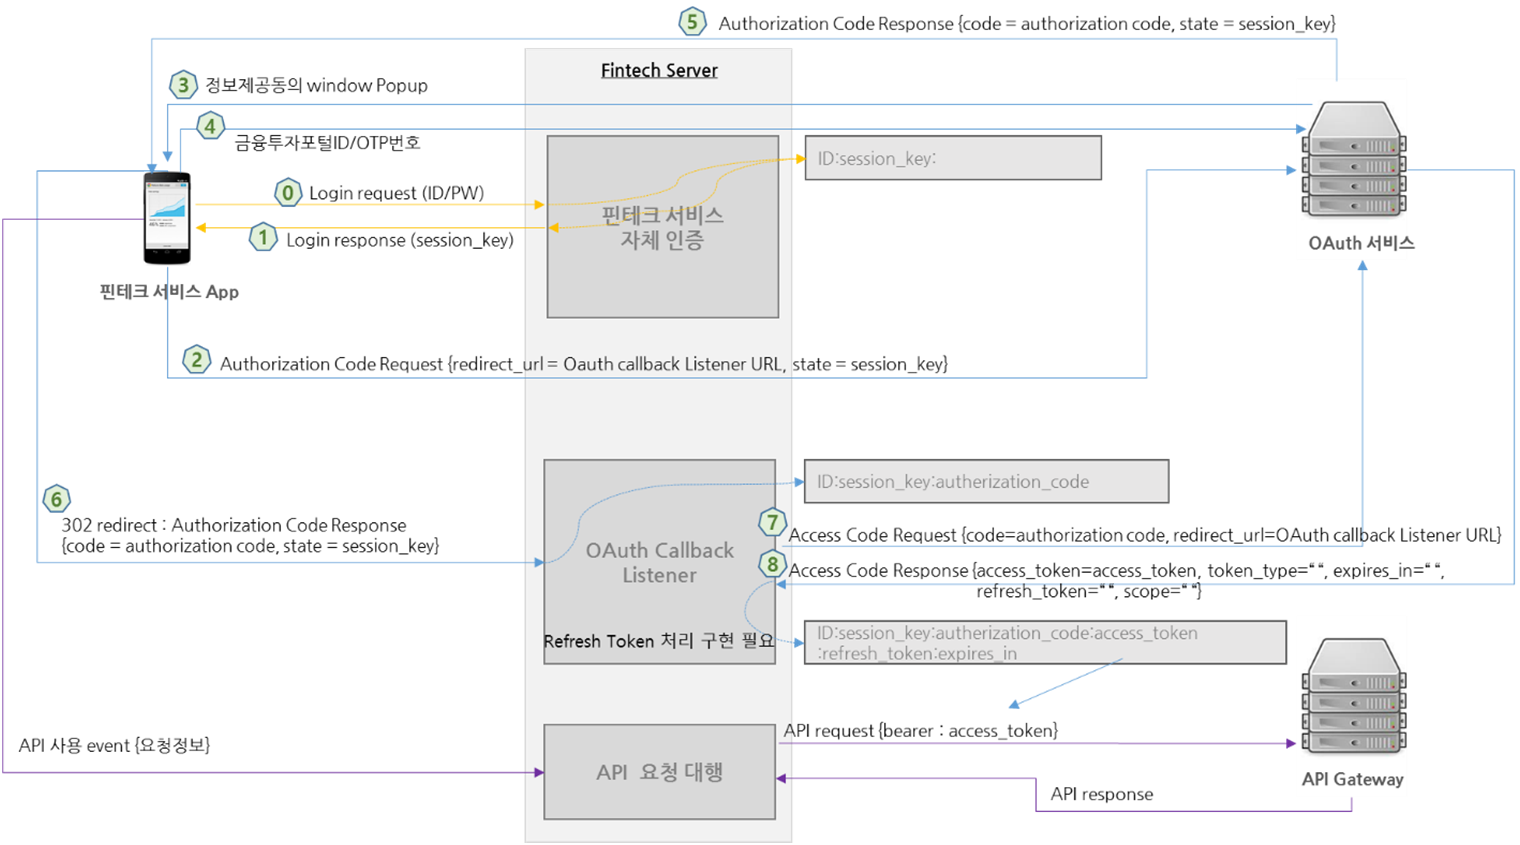 5 Authorization Code Response {code = authorization code, state = session_key}
Fintech Server
3 정보제공동의 window Popup
4 금융투자포털ID/OTP번호
ID:session_key:
0 Login request (ID/PW)
핀테크 서비스
자체 인증
1 Login response (session_key)
OAuth 서비스
핀테크 서비스 App
2 Authorization Code Request {redirect_url = Oauth callback Listener URL, state = session_key}
ID:session_key:autherization_code
6
302 redirect : Authorization Code Response
{code = authorization code, state = session_key}
7 Access Code Request {code=authorization code, redirect_url=OAuth callback Listener URL}
OAuth Callback
Listener
8 Access Code Response {access_token=access_token, token_type="", expires_in="",
refresh_token="", scope=""}
Refresh Token 처리 구현 필요
ID:session_key:autherization_code:access_token
:refresh_token:expires_in
API 사용 event {요청정보}
API request {bearer : access_token}
API 요청 대행
API Gateway
API response